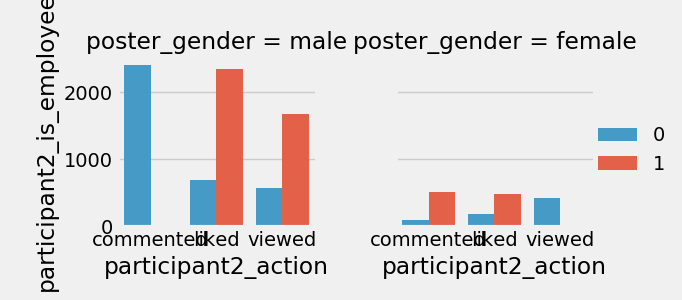 poster_gender = male
poster_gender = female
participant2_is_employee
2000
1000
0
commented
liked
viewed
commented
liked
viewed
participant2_action
participant2_action
0
1